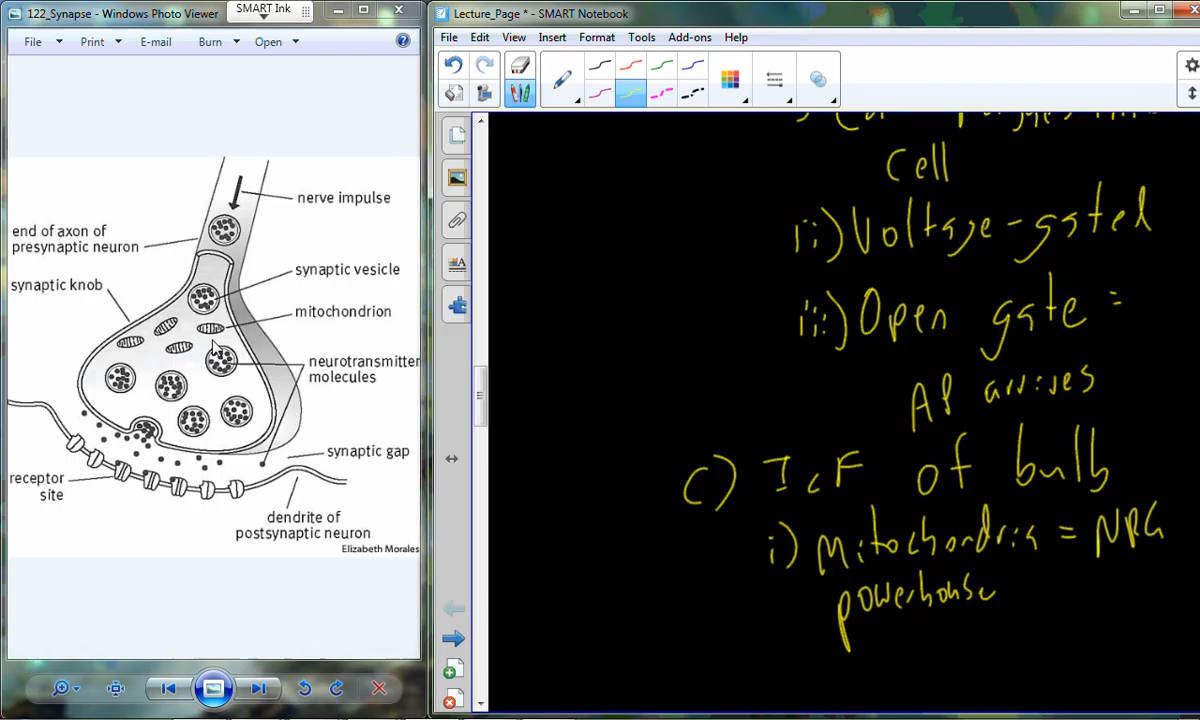 122_Synapse - Windows Photo Viewer
SMART Ink
File Print E-mail Burn Open
nerve impulse
end of axon of
presynaptic neuron
synaptic vesicle
synaptic knob
mitochondrion
neurotransmitter
molecules
synaptic gap
receptor
site
dendrite of
postsynaptic neuron
Elizabeth Morales
Lecture_Page * - SMART Notebook
File Edit View Insert Format Tools Add-ons Help
Cell
ii) Voltage-gated
iii) Open gate =
AP arrives
c) IcF of bulb
i) Mitochondria = NRG
powerhouse